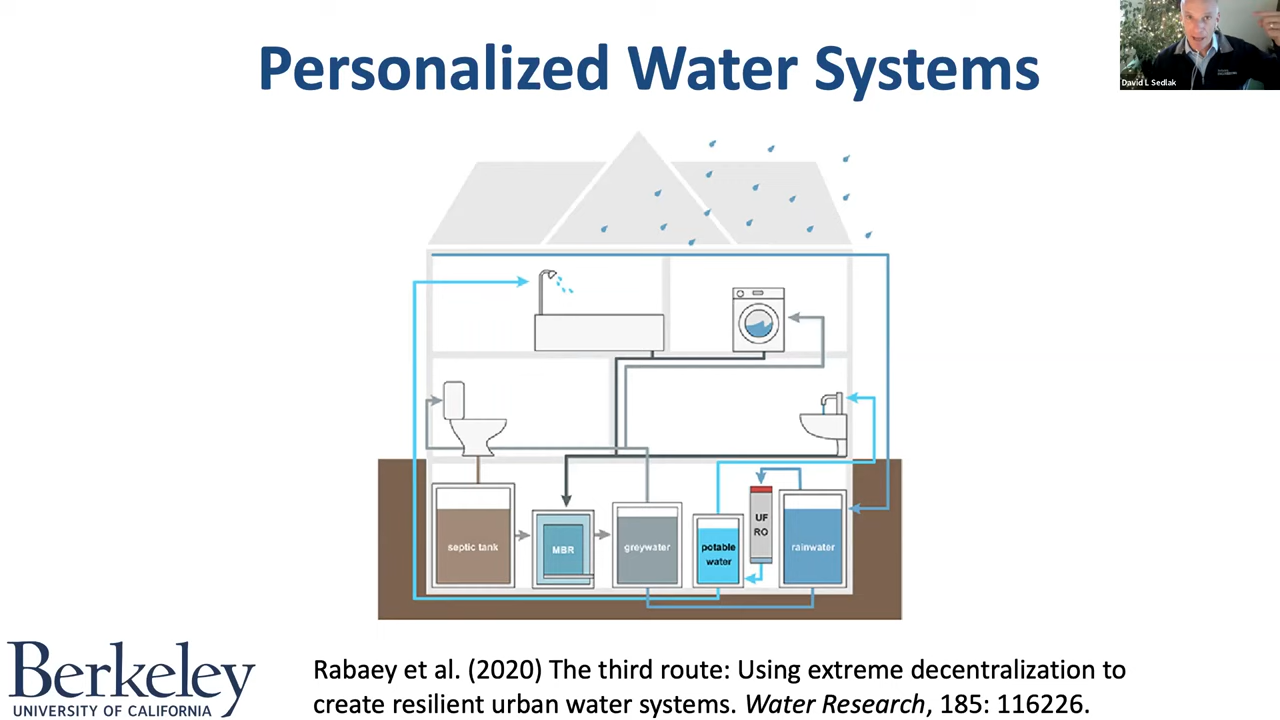 Personalized Water Systems
David L Sedlak
septic tank
MBR
greywater
potable
water
UF
RO
rainwater
Berkeley
UNIVERSITY OF CALIFORNIA
Rabaey et al. (2020) The third route: Using extreme decentralization to
create resilient urban water systems. Water Research, 185: 116226.